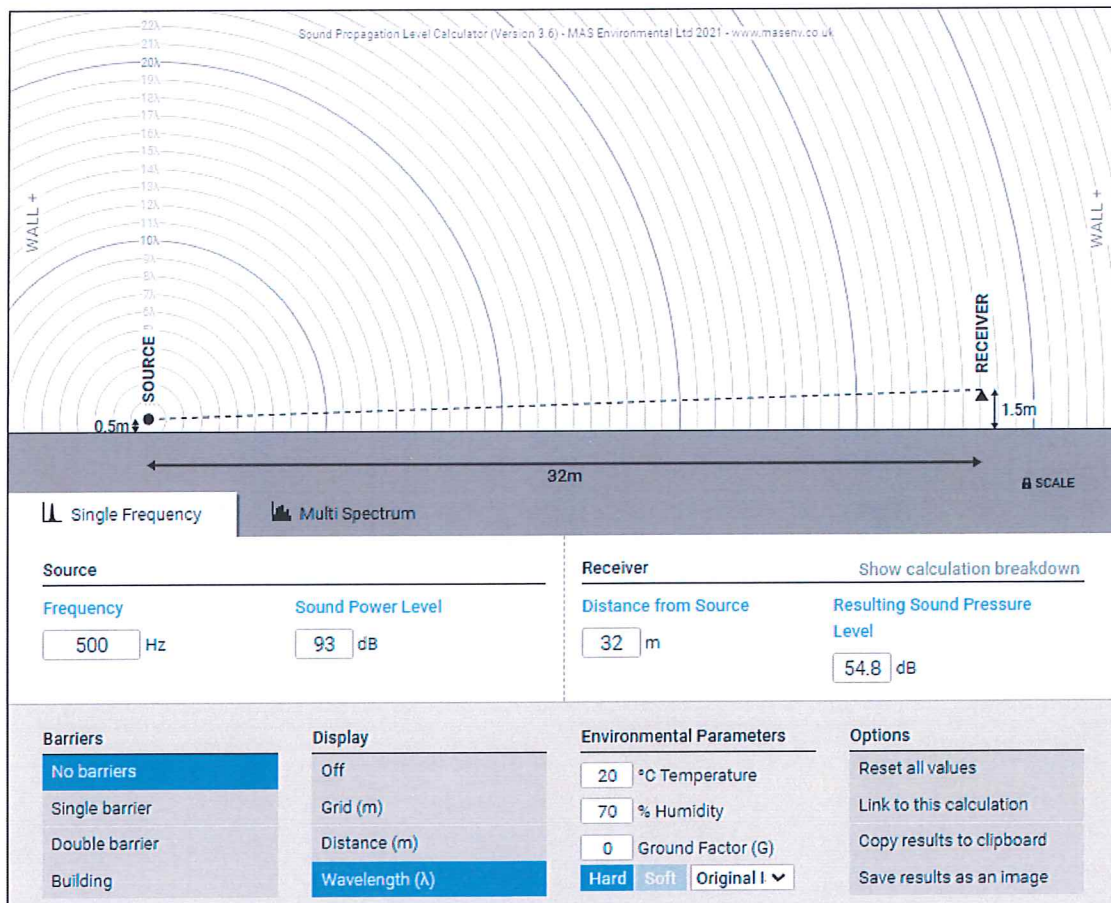 22λ
Sound Propagation Level Calculator (Version 3.6) - MAS Environmental Ltd 2021 - www.masenv.co.uk
21λ
20λ
19λ
18λ
17λ
16λ
15λ
14λ
13λ
12λ
11λ
10λ
9λ
8λ
7λ
6λ
WALL +
WALL +
SOURCE
RECEIVER
0.5m
1.5m
32m
SCALE
Single Frequency
Multi Spectrum
Source
Receiver
Show calculation breakdown
Frequency
Sound Power Level
Distance from Source
Resulting Sound Pressure
Level
500 Hz
93 dB
32 m
54.8 dB
Barriers
Display
Environmental Parameters
Options
No barriers
Off
20 °C Temperature
Reset all values
Single barrier
Grid (m)
70 % Humidity
Link to this calculation
Double barrier
Distance (m)
0 Ground Factor (G)
Copy results to clipboard
Building
Wavelength (λ)
Hard Soft Original
Save results as an image